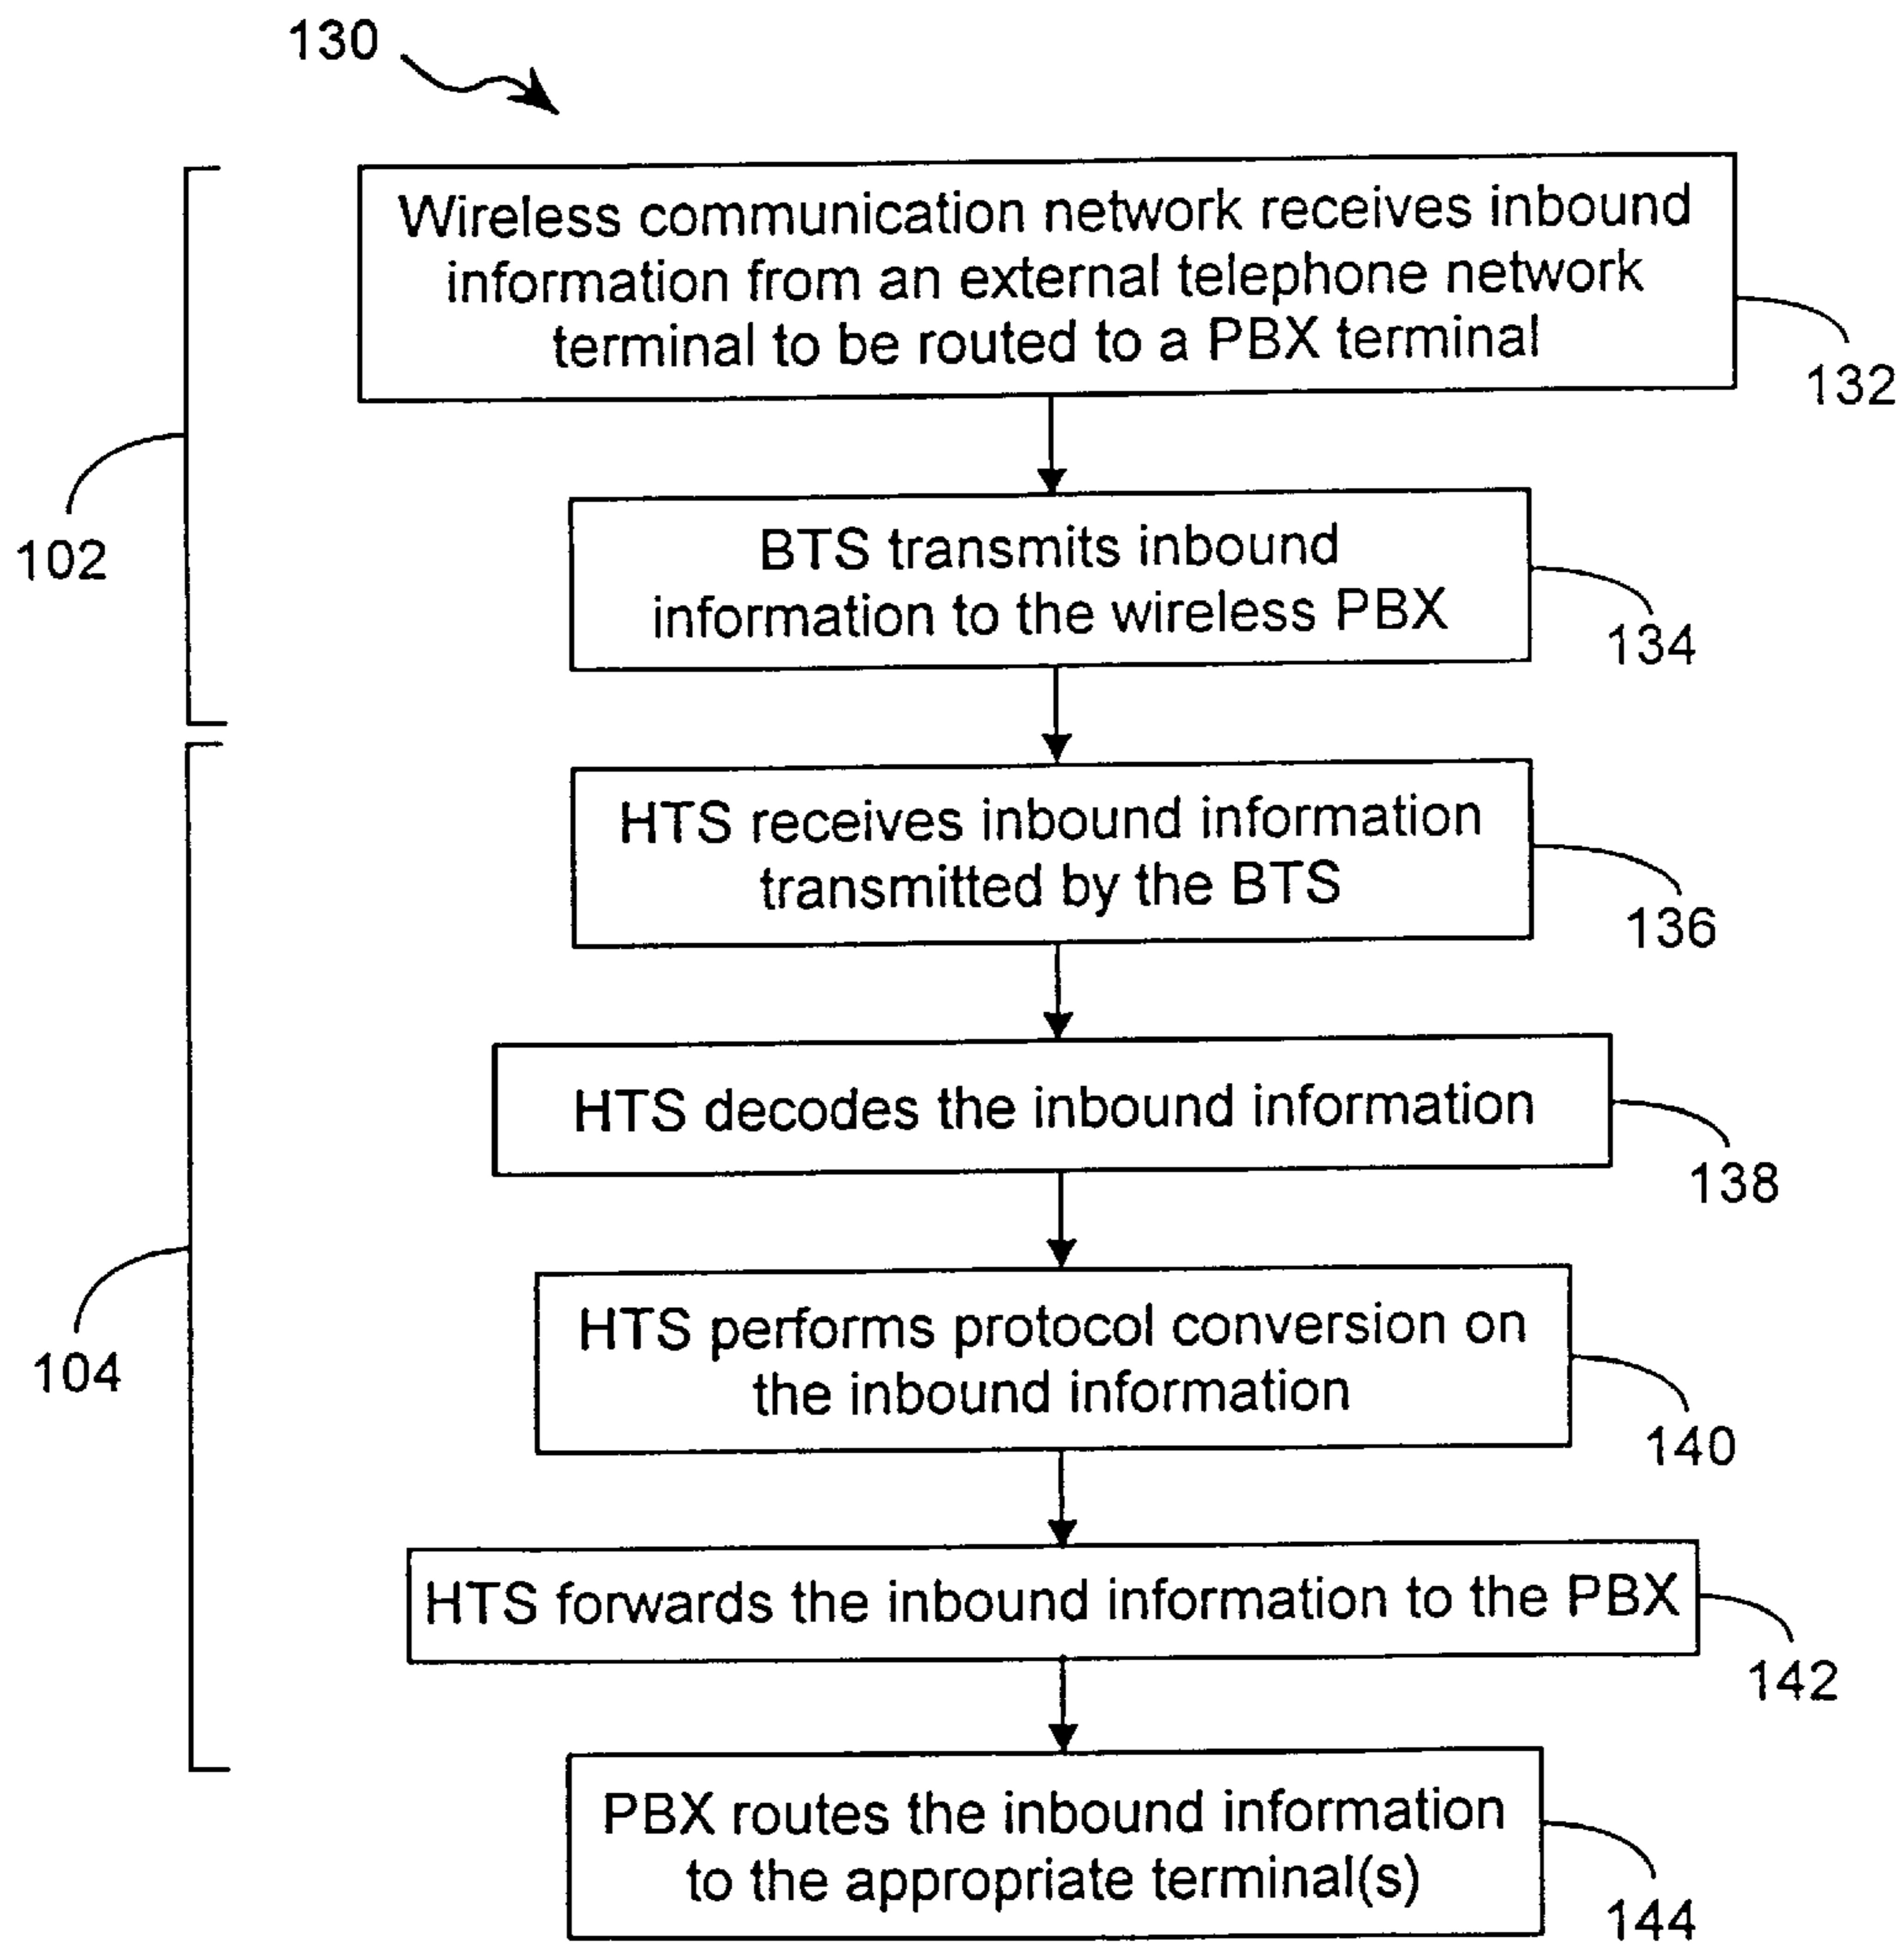 130
Wireless communication network receives inbound
information from an external telephone network
terminal to be routed to a PBX terminal
132
102
BTS transmits inbound
information to the wireless PBX
134
HTS receives inbound information
transmitted by the BTS
136
HTS decodes the inbound information
138
104
HTS performs protocol conversion on
the inbound information
140
HTS forwards the inbound information to the PBX
142
PBX routes the inbound information
to the appropriate terminal(s)
144